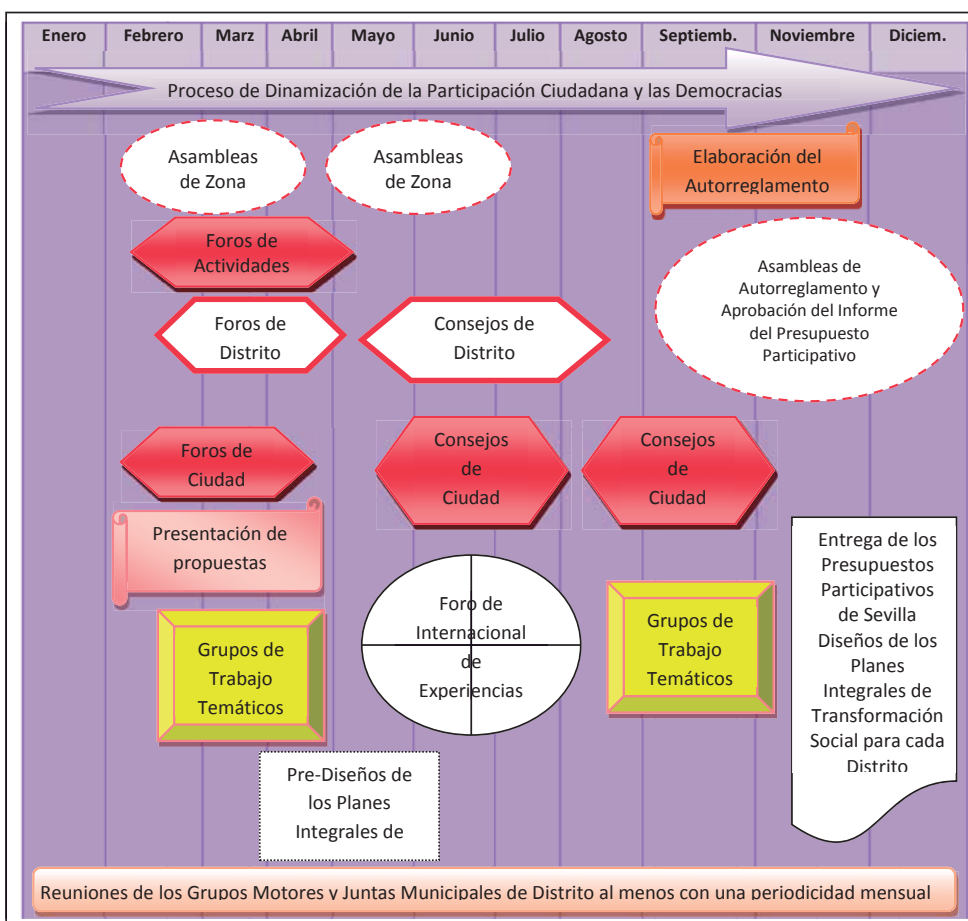 Enero Febrero Marz Abril Mayo Junio Julio Agosto Septiemb. Noviembre Diciem.
Proceso de Dinamización de la Participación Ciudadana y las Democracias
Asambleas
de Zona
Asambleas
de Zona
Elaboración del
Autorreglamento
Foros de
Actividades
Asambleas de
Autorreglamento y
Aprobación del Informe
del Presupuesto
Participativo
Foros de
Distrito
Consejos de
Distrito
Foros de
Ciudad
Consejos
de
Ciudad
Consejos
de
Ciudad
Presentación de
propuestas
Entrega de los
Presupuestos
Participativos
de Sevilla
Diseños de los
Planes
Integrales de
Transformación
Social para cada
Distrito
Grupos de
Trabajo
Temáticos
Foro de
Internacional
de
Experiencias
Grupos de
Trabajo
Temáticos
Pre-Diseños de
los Planes
Integrales de
Reuniones de los Grupos Motores y Juntas Municipales de Distrito al menos con una periodicidad mensual